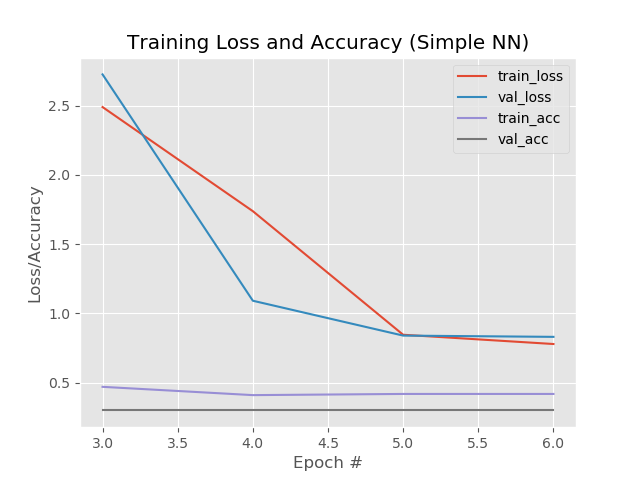 Training Loss and Accuracy (Simple NN)
train_loss
val_loss
train_acc
val_acc
2.5
2.0
1.5
1.0
0.5
Loss/Accuracy
3.0 3.5 4.0 4.5 5.0 5.5 6.0
Epoch #